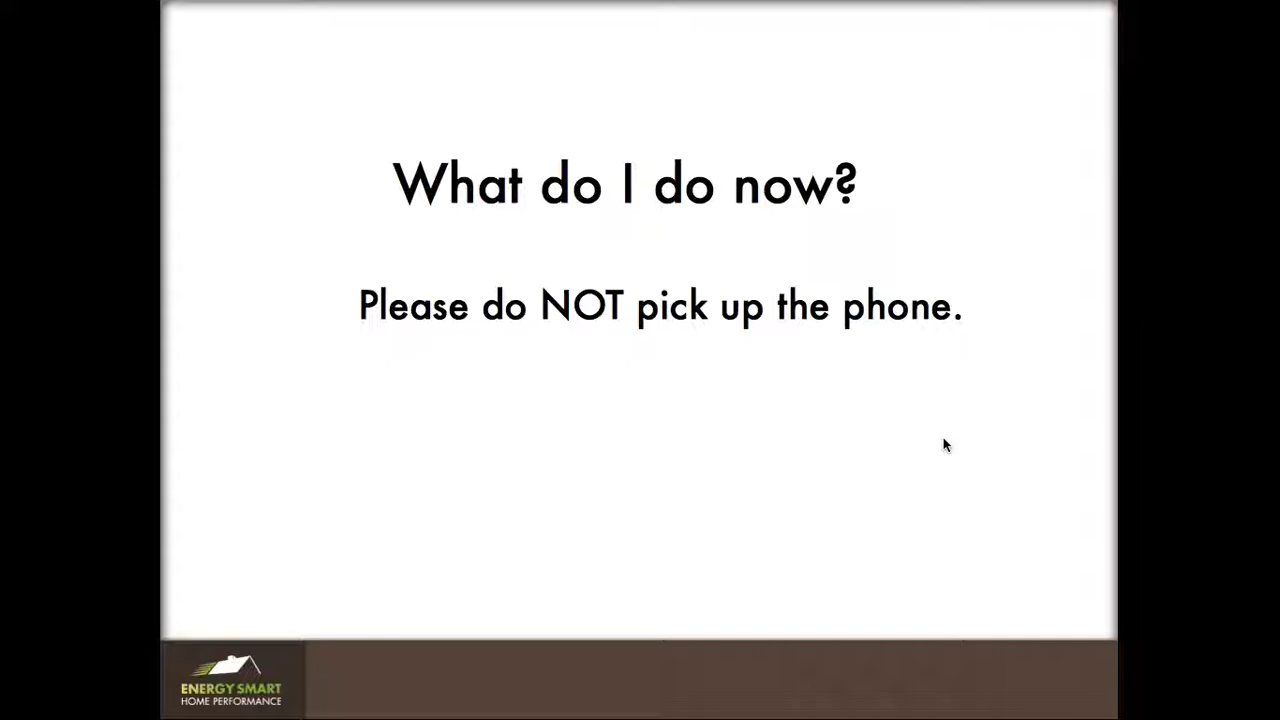 What do I do now?
Please do NOT pick up the phone.
ENERGY SMART
HOME PERFORMANCE